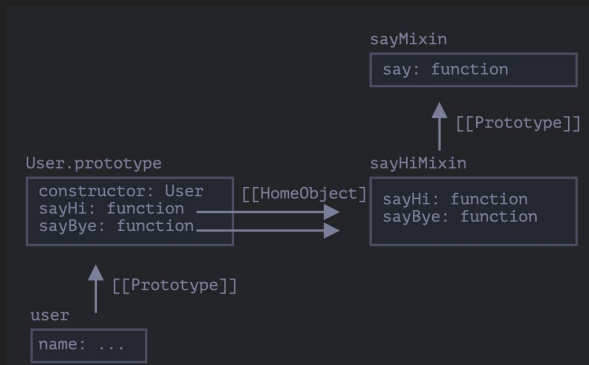 sayMixin
say: function
[[Prototype]]
User.prototype
sayHiMixin
constructor: User
sayHi: function
sayBye: function
[[HomeObject]
sayHi: function
sayBye: function
[[Prototype]]
user
name: ...